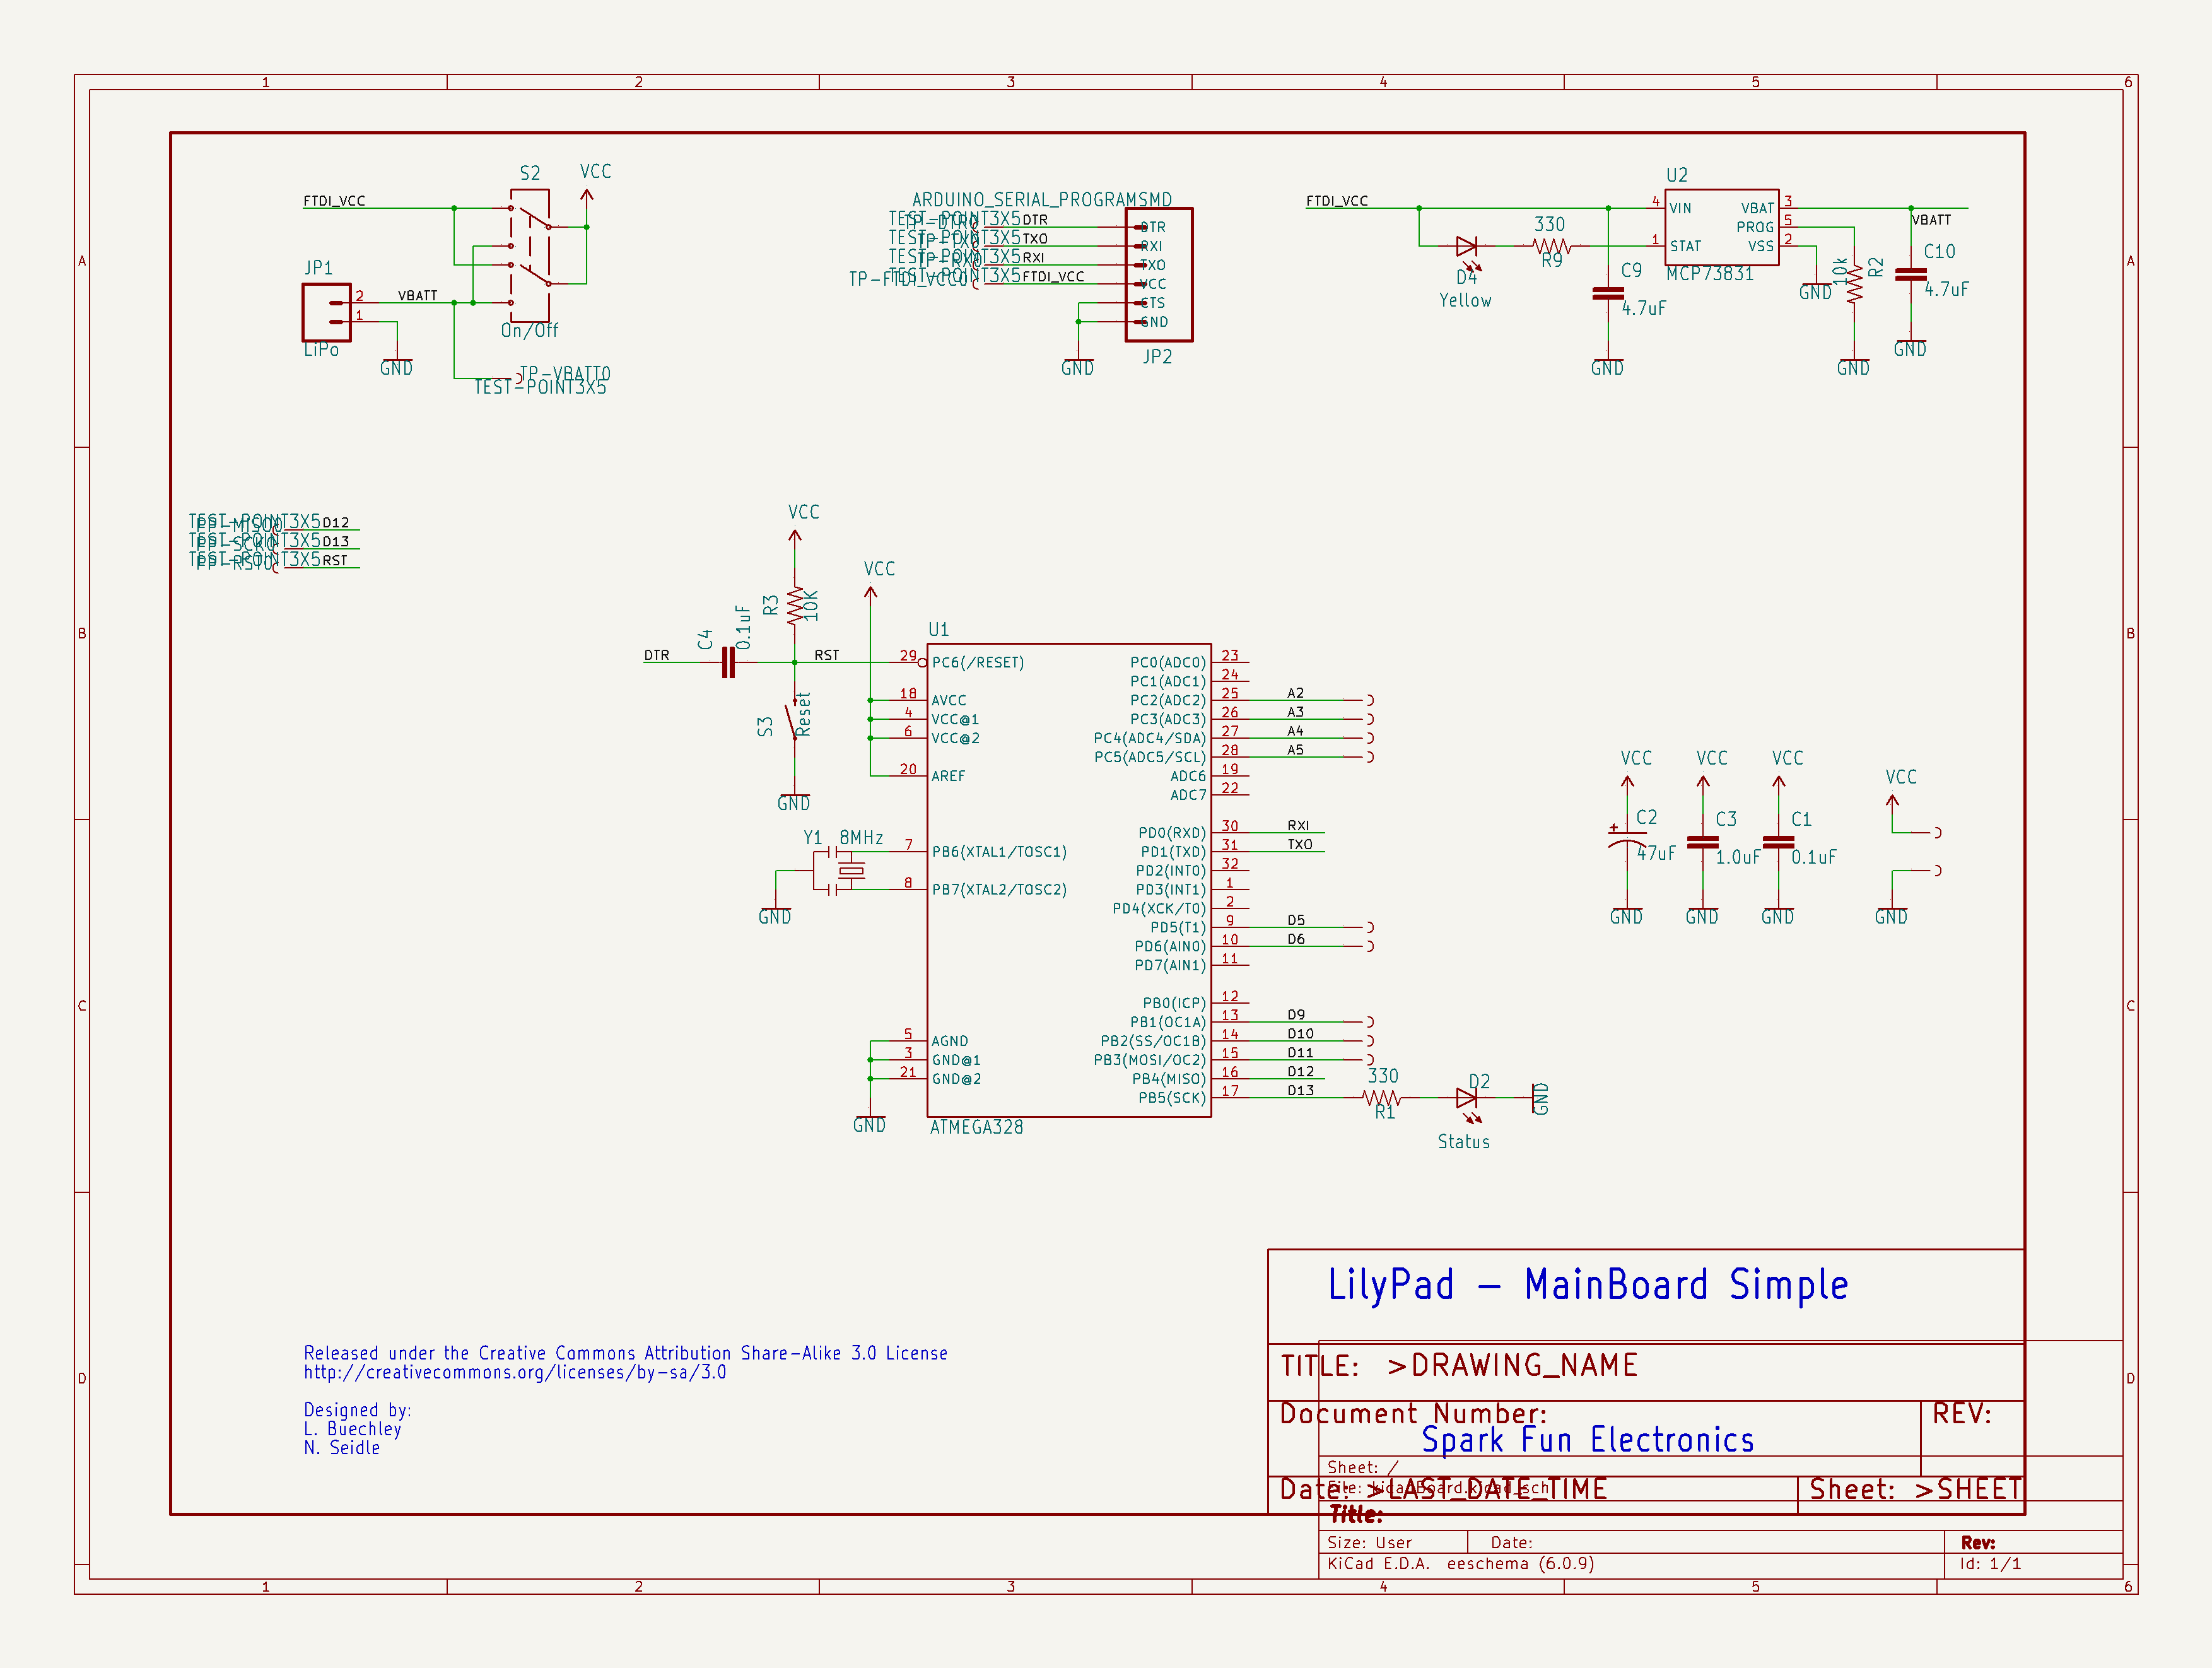 1 2 3 4 5 6
A A
B B
C C
D D
S2
VCC
FTDI_VCC
JP1
2
VBATT
1
LiPo
GND
On/Off
TP-VBATT0
TEST-POINT3X5
ARDUINO_SERIAL_PROGRAMSMD
TEST-POINT3X5 DTR
TEST-POINT3X5 TXO
TEST-POINT3X5 RXI
TEST-POINT3X5 FTDI_VCC
TP-DTR0
TP-TX0
TP-RX0
TP-FTDI_VCC0
DTR
RXI
TXO
VCC
CTS
GND
JP2
GND
FTDI_VCC
D4
Yellow
330
R9
C9
4.7uF
GND
U2
4 VIN
1 STAT
VBAT 3
PROG 5
VSS 2
MCP73831
GND
10k
R2
GND
VBATT
C10
4.7uF
GND
TEST-POINT3X5 D12
TEST-POINT3X5 D13
TEST-POINT3X5 RST
VCC
R3
10K
C4
0.1uF
DTR
RST
S3
Reset
GND
VCC
U1
29 PC6(/RESET)
18 AVCC
4 VCC@1
6 VCC@2
20 AREF
Y1 8MHz
7 PB6(XTAL1/TOSC1)
8 PB7(XTAL2/TOSC2)
GND
5 AGND
3 GND@1
21 GND@2
GND
ATMEGA328
PC0(ADC0) 23
PC1(ADC1) 24
PC2(ADC2) 25 A2
PC3(ADC3) 26 A3
PC4(ADC4/SDA) 27 A4
PC5(ADC5/SCL) 28 A5
ADC6 19
ADC7 22
PD0(RXD) 30 RXI
PD1(TXD) 31 TXO
PD2(INT0) 32
PD3(INT1) 1
PD4(XCK/T0) 2
PD5(T1) 9 D5
PD6(AIN0) 10 D6
PD7(AIN1) 11
PB0(ICP) 12
PB1(OC1A) 13 D9
PB2(SS/OC1B) 14 D10
PB3(MOSI/OC2) 15 D11
PB4(MISO) 16 D12
PB5(SCK) 17 D13
330
R1
D2
Status
GND
VCC VCC VCC VCC
C2
47uF
C3
1.0uF
C1
0.1uF
GND GND GND GND
LilyPad - MainBoard Simple
TITLE: >DRAWING_NAME
Document Number:
REV:
Spark Fun Electronics
Date: >LAST_DATE_TIME
Sheet: >SHEET
Sheet: /
File: kicadBoard.kicad_sch
Title:
Size: User Date: Rev:
KiCad E.D.A. eeschema (6.0.9) Id: 1/1
Released under the Creative Commons Attribution Share-Alike 3.0 License
http://creativecommons.org/licenses/by-sa/3.0
Designed by:
L. Buechley
N. Seidle
1 2 3 4 5 6